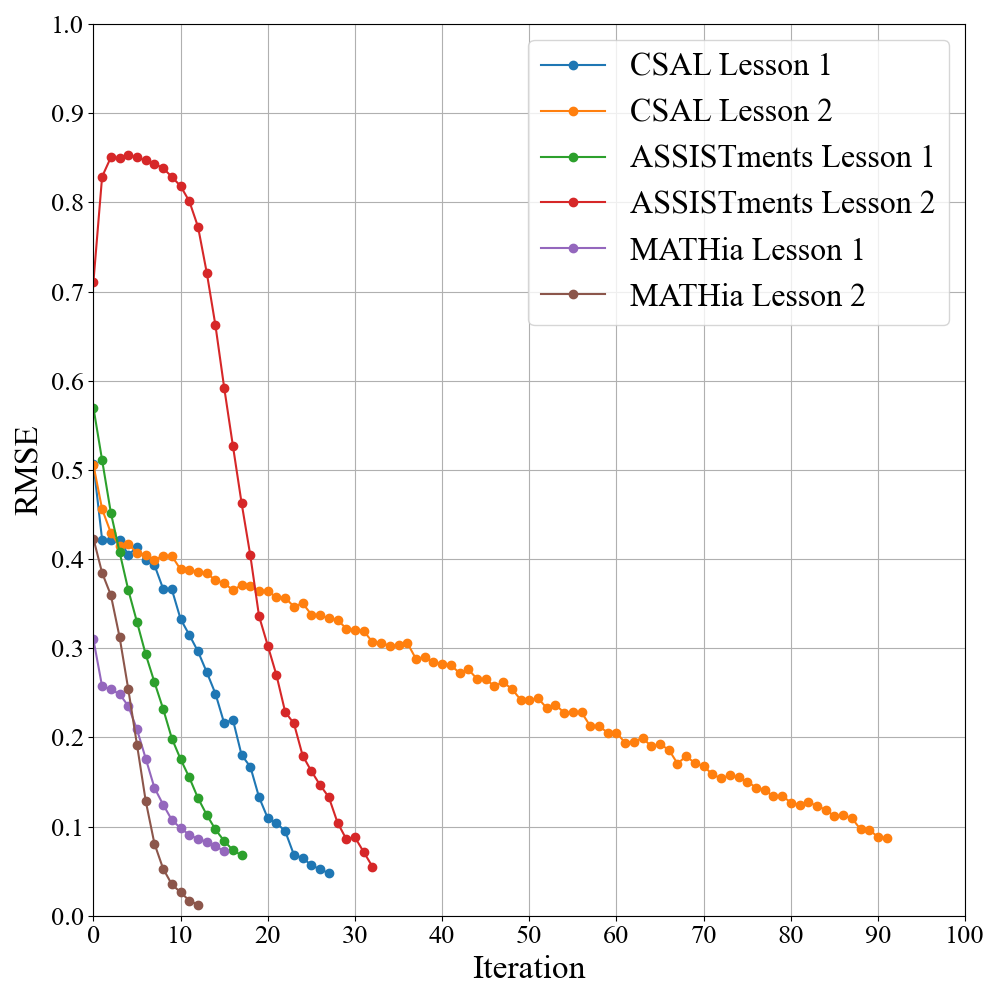 1.0
0.9
0.8
0.7
0.6
0.5
0.4
0.3
0.2
0.1
0.0
RMSE
CSAL Lesson 1
CSAL Lesson 2
ASSISTments Lesson 1
ASSISTments Lesson 2
MATHia Lesson 1
MATHia Lesson 2
0 10 20 30 40 50 60 70 80 90 100
Iteration